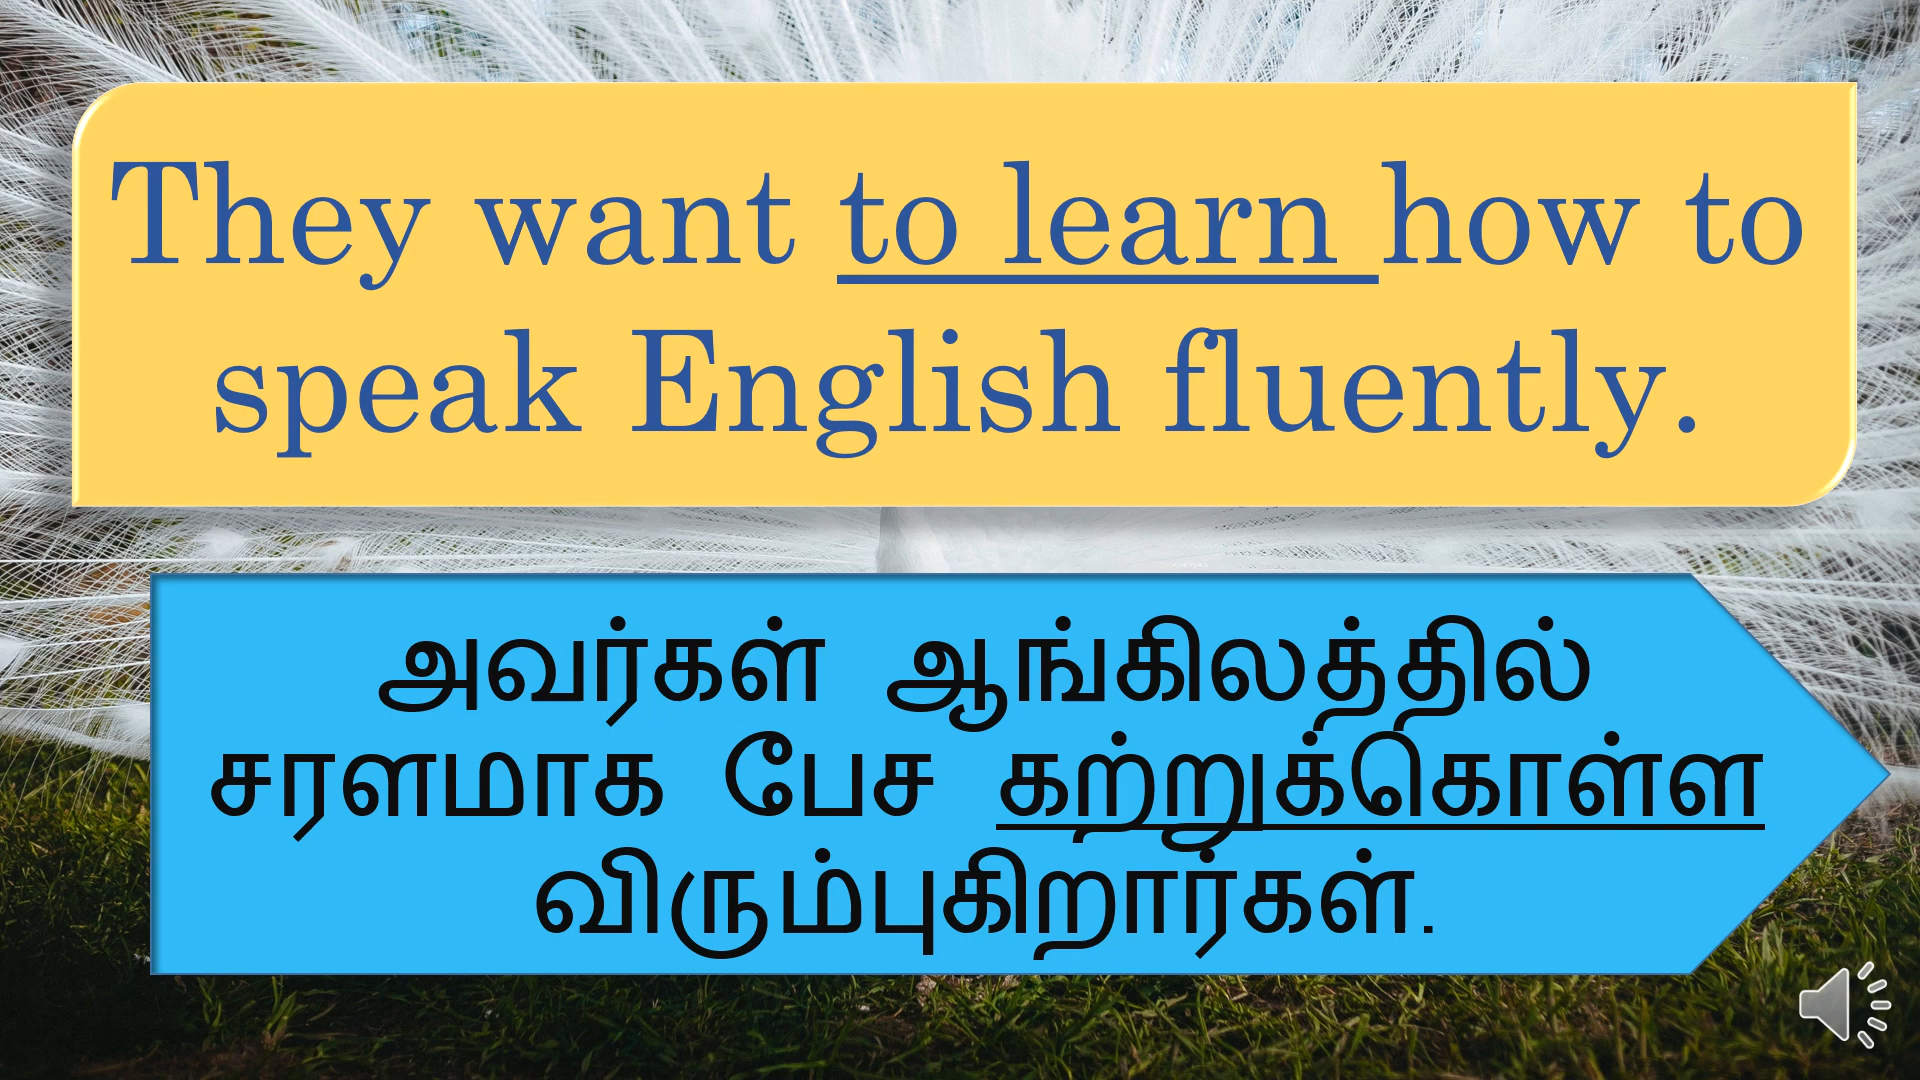 They want to learn how to
speak English fluently.
அவர்கள் ஆங்கிலத்தில்
சரளமாக பேச கற்றுக்கொள்ள
விரும்புகிறார்கள்.